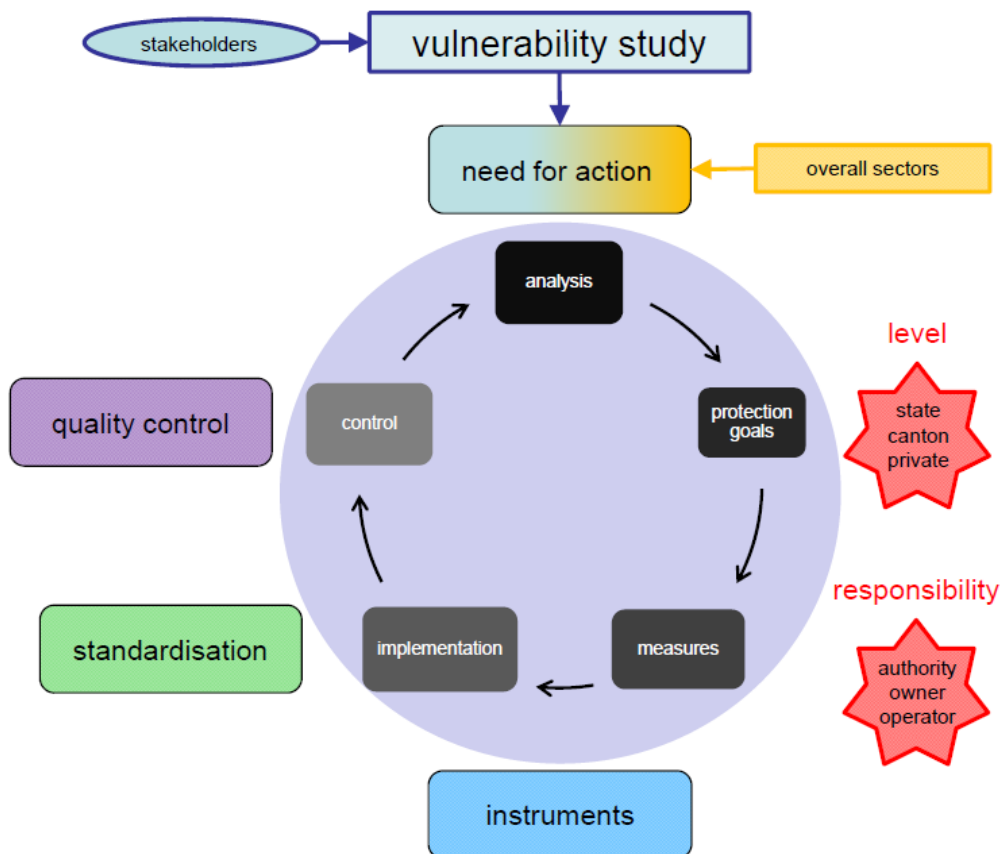 stakeholders
vulnerability study
need for action
overall sectors
analysis
level
quality control
control
protection
goals
state
canton
private
responsibility
standardisation
implementation
measures
authority
owner
operator
instruments